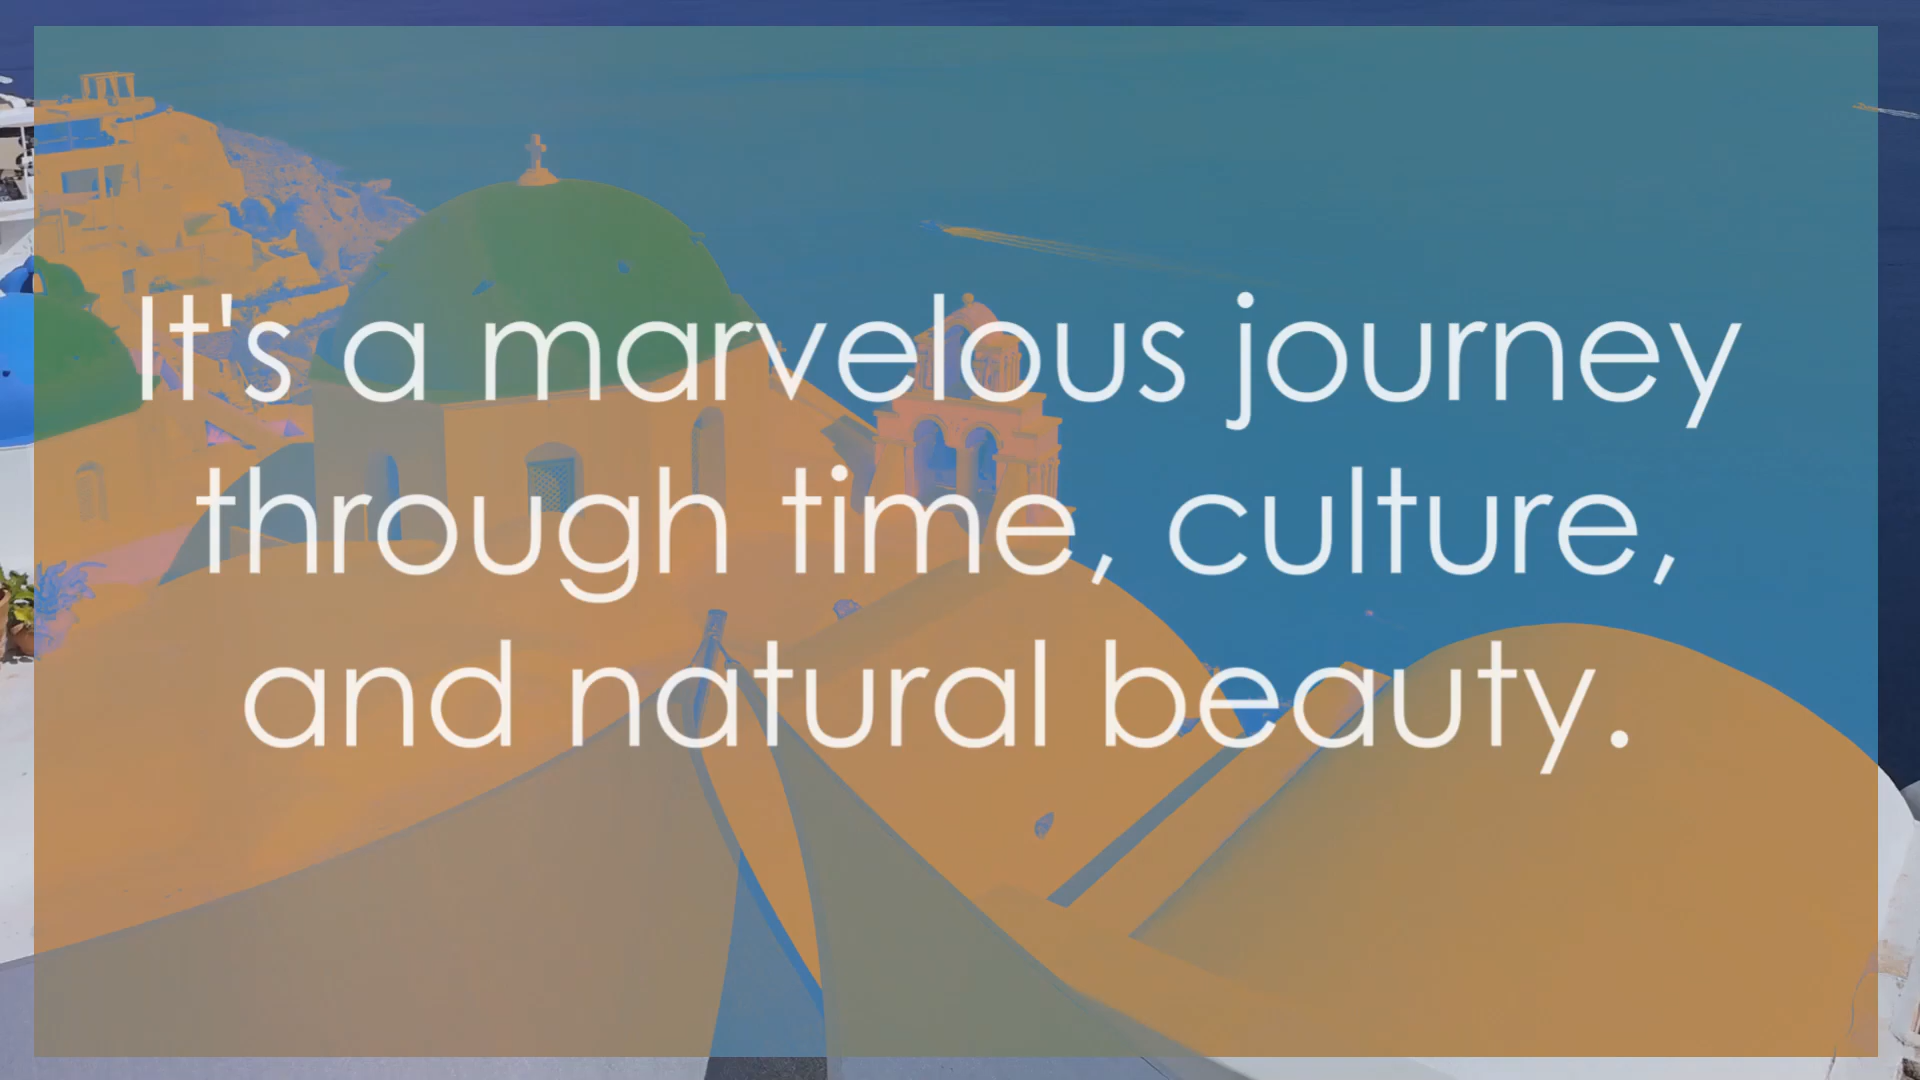 It's a marvelous journey
through time, culture,
and natural beauty.